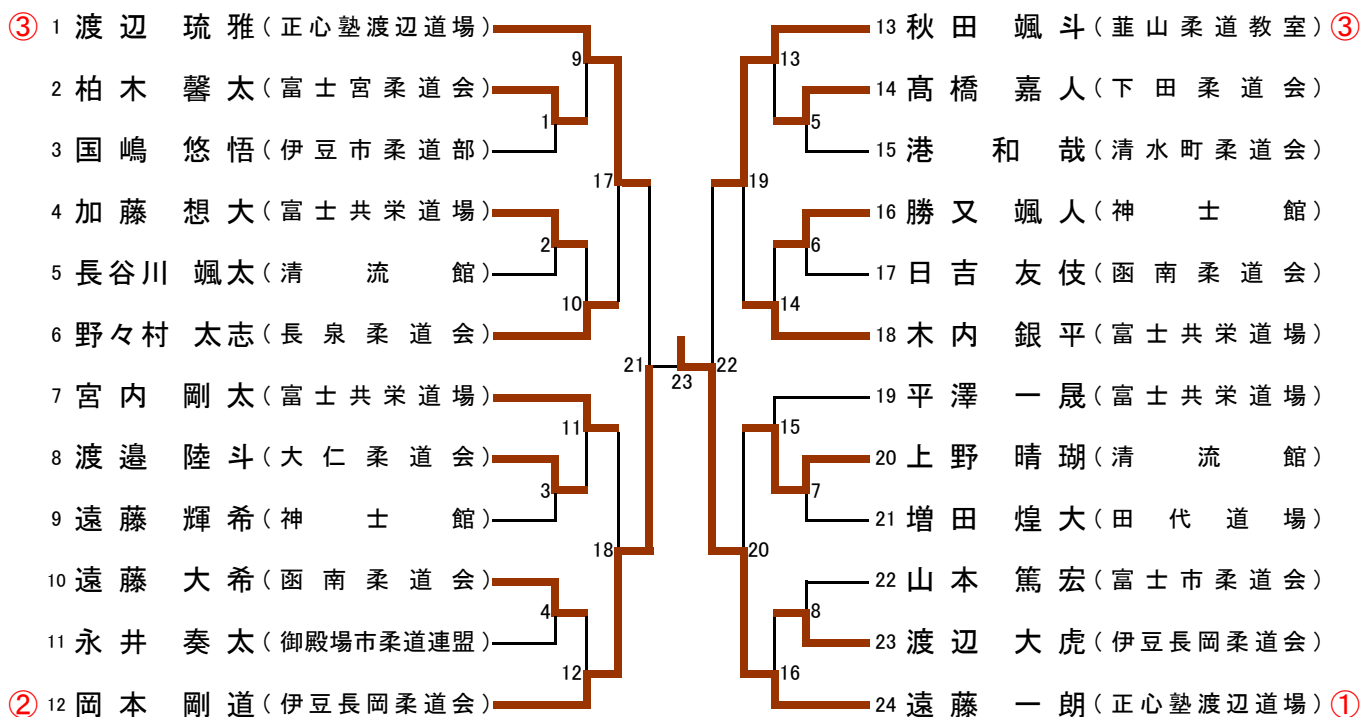 ③ 1 渡辺 琉雅(正心塾渡辺道場)
2 柏木 馨太(富士宮柔道会)
3 国嶋 悠悟(伊豆市柔道部)
4 加藤 想大(富士共栄道場)
5 長谷川 颯太(清流館)
6 野々村 太志(長泉柔道会)
7 宮内 剛太(富士共栄道場)
8 渡邉 陸斗(大仁柔道会)
9 遠藤 輝希(神士館)
10 遠藤 大希(函南柔道会)
11 永井 奏太(御殿場市柔道連盟)
② 12 岡本 剛道(伊豆長岡柔道会)
9
1
17
2
10
21
11
3
18
4
12
23
13
5
19
6
14
22
15
7
20
8
16
13 秋田 颯斗(韮山柔道教室) ③
14 髙橋 嘉人(下田柔道会)
15 港 和哉(清水町柔道会)
16 勝又 颯人(神士館)
17 日吉 友伎(函南柔道会)
18 木内 銀平(富士共栄道場)
19 平澤 一晟(富士共栄道場)
20 上野 晴瑚(清流館)
21 増田 煌大(田代道場)
22 山本 篤宏(富士市柔道会)
23 渡辺 大虎(伊豆長岡柔道会)
24 遠藤 一朗(正心塾渡辺道場) ①